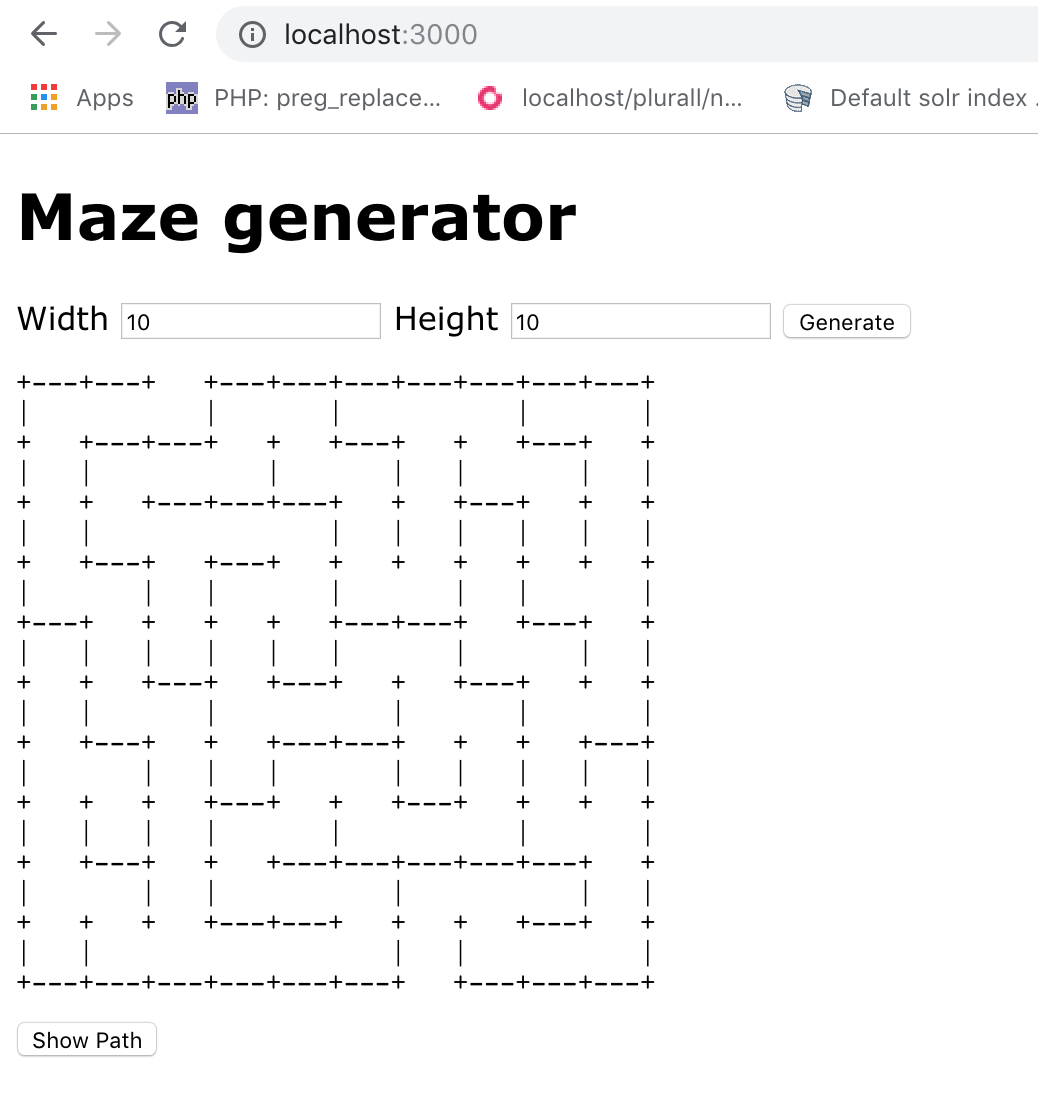 localhost:3000
Apps PHP: preg_replace... localhost/plurall/n... Default solr index .
Maze generator
Width 10 Height 10 Generate
+---+---+   +---+---+---+---+---+---+---+
|           |       |           |       |
+   +---+---+   +   +---+   +   +---+   +
|   |           |       |   |       |   |
+   +   +---+---+---+   +   +---+   +   +
|   |               |   |   |   |   |   |
+   +---+   +---+   +   +   +   +   +   +
|       |   |       |       |   |       |
+---+   +   +   +   +---+---+   +---+   +
|   |   |   |   |   |       |       |   |
+   +   +---+   +---+   +   +---+   +   +
|   |       |           |       |       |
+   +---+   +   +---+---+   +   +   +---+
|       |   |   |       |   |   |   |   |
+   +   +   +---+   +   +---+   +   +   +
|   |   |   |       |           |       |
+   +---+   +   +---+---+---+---+---+   +
|       |   |           |           |   |
+   +   +   +---+---+   +   +   +---+   +
|   |                   |   |           |
+---+---+---+---+---+---+   +---+---+---+
Show Path